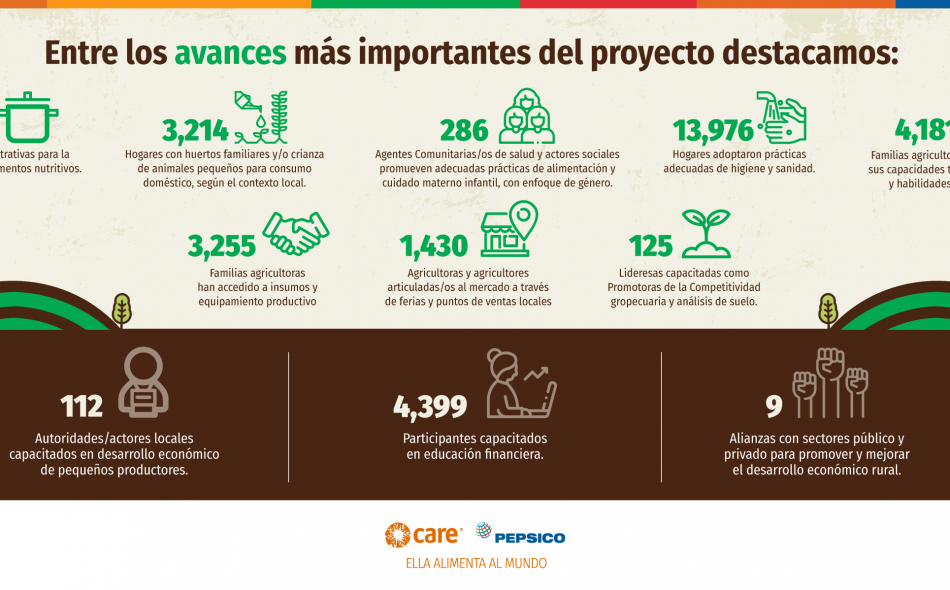 Entre los avances más importantes del proyecto destacamos:
3,214
Hogares con huertos familiares y/o crianza
de animales pequeños para consumo
doméstico, según el contexto local.
286
Agentes Comunitarias/os de salud y actores sociales
promueven adecuadas prácticas de alimentación y
cuidado materno infantil, con enfoque de género.
13,976
Hogares adoptaron prácticas
adecuadas de higiene y sanidad.
trativas para la
mentos nutritivos.
4,181
Familias agricult
sus capacidades t
y habilidades
3,255
Familias agricultoras
han accedido a insumos y
equipamiento productivo
1,430
Agricultoras y agricultores
articuladas/os al mercado a través
de ferias y puntos de ventas locales
125
Lideresas capacitadas como
Promotoras de la Competitividad
gropecuaria y análisis de suelo.
112
Autoridades/actores locales
capacitados en desarrollo económico
de pequeños productores.
4,399
Participantes capacitados
en educación financiera.
9
Alianzas con sectores público y
privado para promover y mejorar
el desarrollo económico rural.
care
PEPSICO
ELLA ALIMENTA AL MUNDO